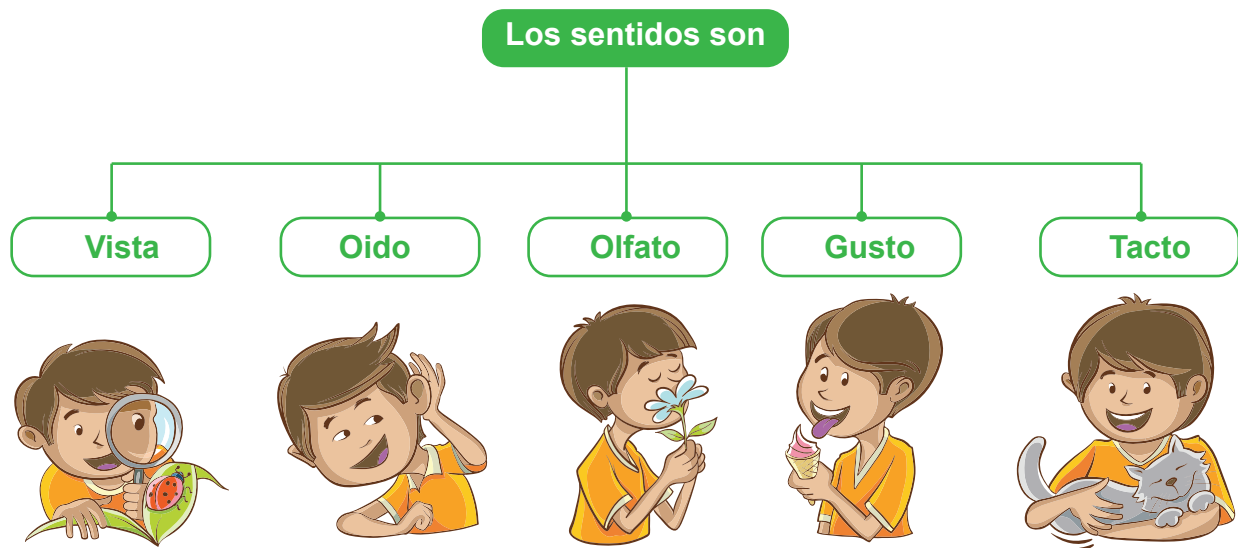 Los sentidos son
Vista
Oido
Olfato
Gusto
Tacto